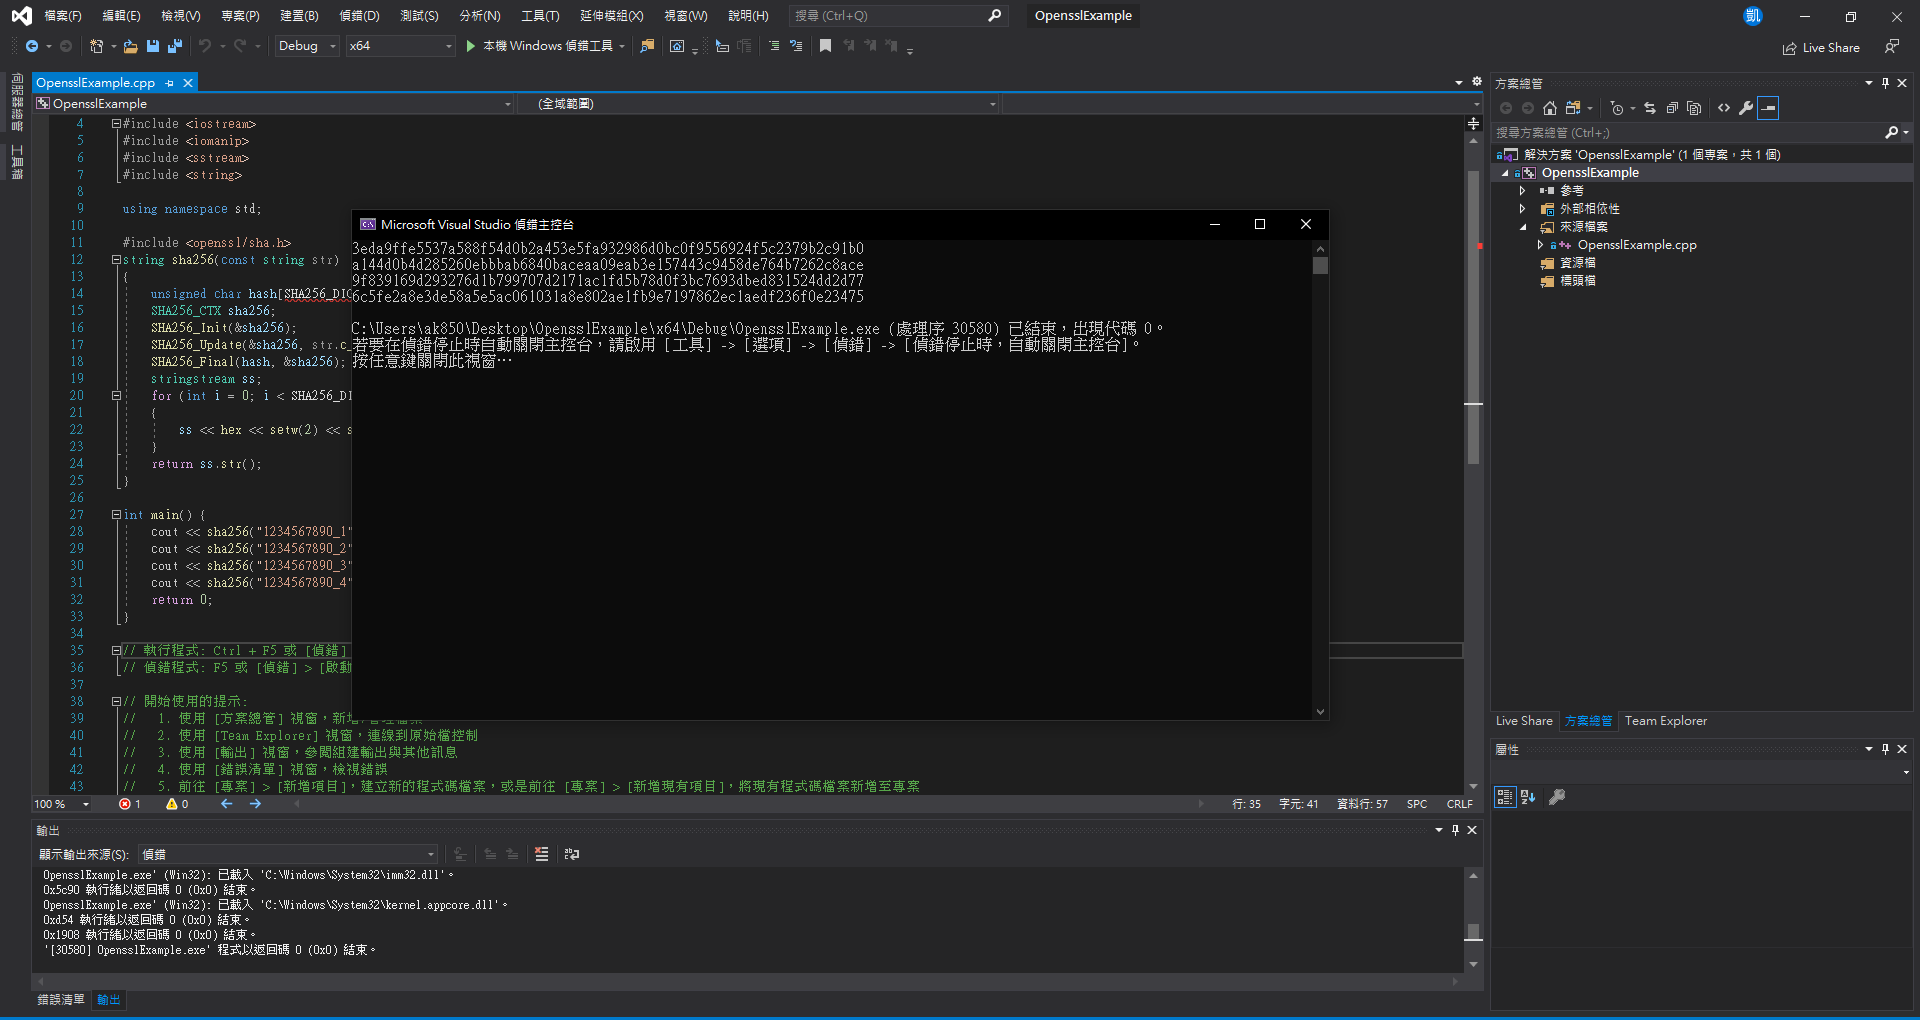 檔案(F) 編輯(E) 檢視(V) 專案(P) 建置(B) 偵錯(D) 測試(S) 分析(N) 工具(T) 延伸模組(X) 視窗(W) 說明(H) 搜尋 (Ctrl+Q) OpensslExample 凱
Debug x64 本機 Windows 偵錯工具 Live Share
伺服器總管
工具箱
OpensslExample.cpp
OpensslExample (全域範圍)
4 #include <iostream>
5 #include <iomanip>
6 #include <sstream>
7 #include <string>
8
9 using namespace std;
10
11 #include <openssl/sha.h>
12 string sha256(const string str)
13 {
14 unsigned char hash[SHA256_DIG
15 SHA256_CTX sha256;
16 SHA256_Init(&sha256);
17 SHA256_Update(&sha256, str.c_
18 SHA256_Final(hash, &sha256);
19 stringstream ss;
20 for (int i = 0; i < SHA256_DI
21 {
22 ss << hex << setw(2) << s
23 }
24 return ss.str();
25 }
26
27 int main() {
28 cout << sha256("1234567890_1"
29 cout << sha256("1234567890_2"
30 cout << sha256("1234567890_3"
31 cout << sha256("1234567890_4"
32 return 0;
33 }
34
35 // 執行程式: Ctrl + F5 或 [偵錯]
36 // 偵錯程式: F5 或 [偵錯] > [啟動
37
38 // 開始使用的提示:
39 // 1. 使用 [方案總管] 視窗，新增/管理檔案
40 // 2. 使用 [Team Explorer] 視窗，連線到原始檔控制
41 // 3. 使用 [輸出] 視窗，參閱組建輸出與其他訊息
42 // 4. 使用 [錯誤清單] 視窗，檢視錯誤
43 // 5. 前往 [專案] > [新增項目]，建立新的程式碼檔案，或是前往 [專案] > [新增現有項目]，將現有程式碼檔案新增至專案
Microsoft Visual Studio 偵錯主控台
3eda9ffe5537a588f54d0b2a453e5fa932986d0bc0f9556924f5c2379b2c91b0
a144d0b4d285260ebbbab6840baceaa09eab3e157443c9458de764b7262c8ace
9f839169d293276d1b799707d2171ac1fd5b78d0f3bc7693dbed831524dd2d77
6c5fe2a8e3de58a5e5ac061031a8e802ae1fb9e7197862ec1aedf236f0e23475
C:\Users\ak850\Desktop\OpensslExample\x64\Debug\OpensslExample.exe (處理序 30580) 已結束，出現代碼 0。
若要在偵錯停止時自動關閉主控台，請啟用 [工具] -> [選項] -> [偵錯] -> [偵錯停止時，自動關閉主控台]。
按任意鍵關閉此視窗…
100 % 1 0 行: 35 字元: 41 資料行: 57 SPC CRLF
輸出
顯示輸出來源(S): 偵錯
OpensslExample.exe' (Win32): 已載入 'C:\Windows\System32\imm32.dll'。
0x5c90 執行緒以返回碼 0 (0x0) 結束。
OpensslExample.exe' (Win32): 已載入 'C:\Windows\System32\kernel.appcore.dll'。
0xd54 執行緒以返回碼 0 (0x0) 結束。
0x1908 執行緒以返回碼 0 (0x0) 結束。
'[30580] OpensslExample.exe' 程式以返回碼 0 (0x0) 結束。
錯誤清單 輸出
方案總管
搜尋方案總管 (Ctrl+;)
解決方案 'OpensslExample' (1 個專案，共 1 個)
OpensslExample
參考
外部相依性
來源檔案
OpensslExample.cpp
資源檔
標頭檔
Live Share 方案總管 Team Explorer
屬性